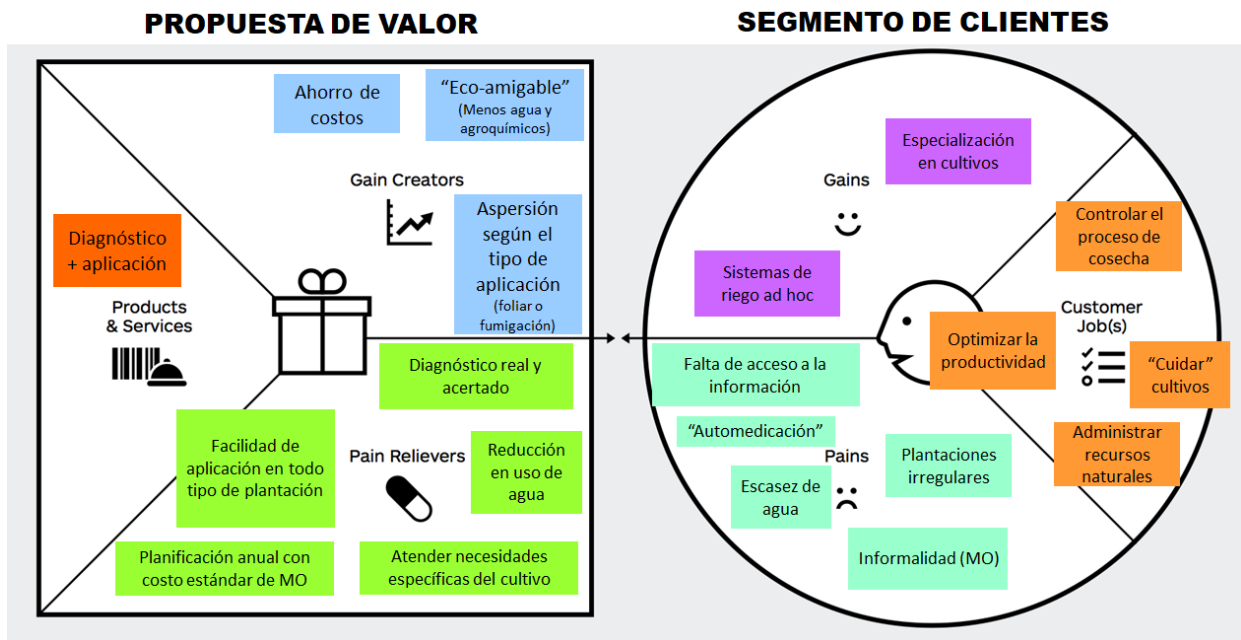 PROPUESTA DE VALOR
Ahorro de
costos
“Eco-amigable”
(Menos agua y
agroquímicos)
Gain Creators
Aspersión
según el
tipo de
aplicación
(foliar o
fumigación)
Diagnóstico
+ aplicación
Products
& Services
Diagnóstico real y
acertado
Facilidad de
aplicación en todo
tipo de plantación
Pain Relievers
Reducción
en uso de
agua
Planificación anual con
costo estándar de MO
Atender necesidades
específicas del cultivo
SEGMENTO DE CLIENTES
Especialización
en cultivos
Gains
Sistemas de
riego ad hoc
Controlar el
proceso de
cosecha
Customer
Job(s)
Optimizar la
productividad
“Cuidar”
cultivos
Administrar
recursos
naturales
Falta de acceso a la
información
“Automedicación”
Pains
Plantaciones
irregulares
Escasez de
agua
Informalidad (MO)